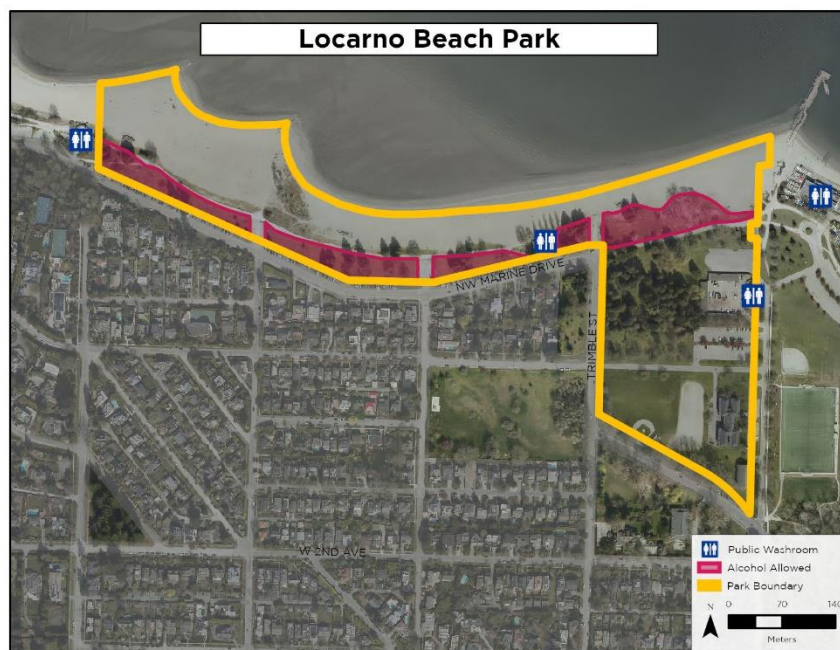 Locarno Beach Park
NW MARINE DRIVE
TRIMBLE ST
W 2ND AVE
Public Washroom
Alcohol Allowed
Park Boundary
N
0 70 140
Meters